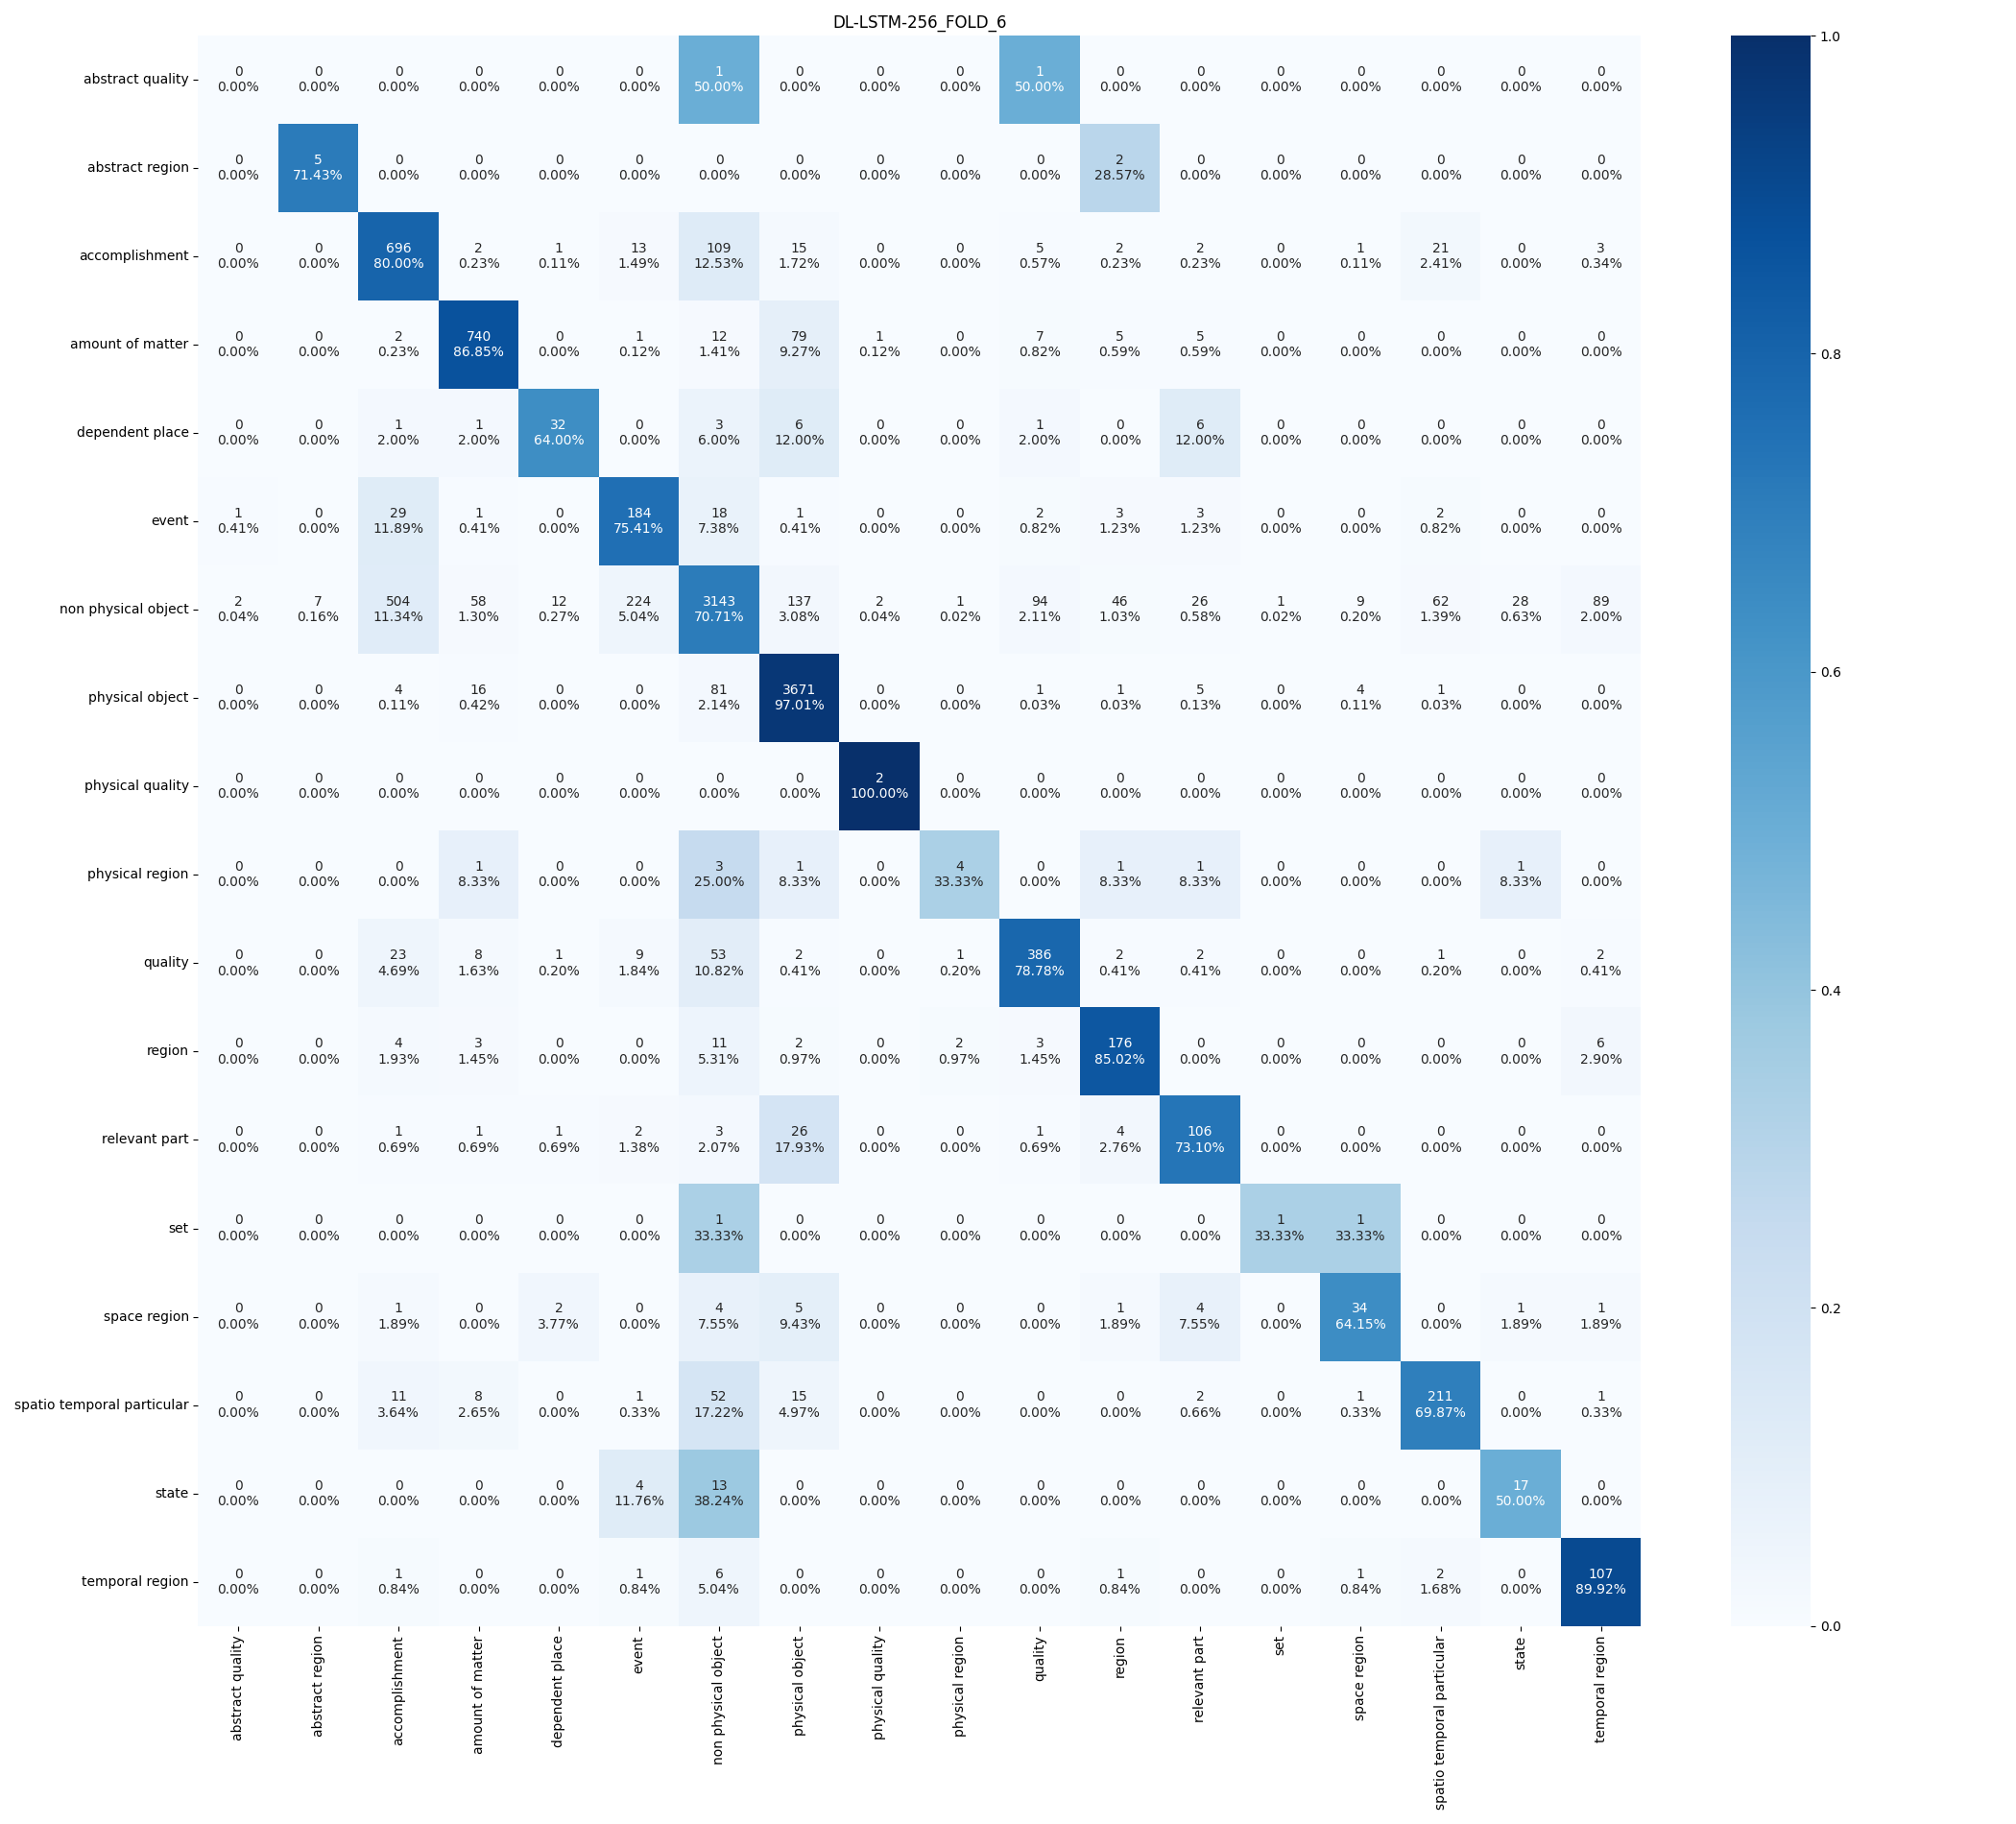 DL-LSTM-256_FOLD_6
abstract quality 0 0 0 0 0 0 1 0 0 0 1 0 0 0 0 0 0 0
0.00% 0.00% 0.00% 0.00% 0.00% 0.00% 50.00% 0.00% 0.00% 0.00% 50.00% 0.00% 0.00% 0.00% 0.00% 0.00% 0.00% 0.00%
abstract region 0 5 0 0 0 0 0 0 0 0 0 2 0 0 0 0 0 0
0.00% 71.43% 0.00% 0.00% 0.00% 0.00% 0.00% 0.00% 0.00% 0.00% 0.00% 28.57% 0.00% 0.00% 0.00% 0.00% 0.00% 0.00%
accomplishment 0 0 696 2 1 13 109 15 0 0 5 2 2 0 1 21 0 3
0.00% 0.00% 80.00% 0.23% 0.11% 1.49% 12.53% 1.72% 0.00% 0.00% 0.57% 0.23% 0.23% 0.00% 0.11% 2.41% 0.00% 0.34%
amount of matter 0 0 2 740 0 1 12 79 1 0 7 5 5 0 0 0 0 0
0.00% 0.00% 0.23% 86.85% 0.00% 0.12% 1.41% 9.27% 0.12% 0.00% 0.82% 0.59% 0.59% 0.00% 0.00% 0.00% 0.00% 0.00%
dependent place 0 0 1 1 32 0 3 6 0 0 1 0 6 0 0 0 0 0
0.00% 0.00% 2.00% 2.00% 64.00% 0.00% 6.00% 12.00% 0.00% 0.00% 2.00% 0.00% 12.00% 0.00% 0.00% 0.00% 0.00% 0.00%
event 1 0 29 1 0 184 18 1 0 0 2 3 3 0 0 2 0 0
0.41% 0.00% 11.89% 0.41% 0.00% 75.41% 7.38% 0.41% 0.00% 0.00% 0.82% 1.23% 1.23% 0.00% 0.00% 0.82% 0.00% 0.00%
non physical object 2 7 504 58 12 224 3143 137 2 1 94 46 26 1 9 62 28 89
0.04% 0.16% 11.34% 1.30% 0.27% 5.04% 70.71% 3.08% 0.04% 0.02% 2.11% 1.03% 0.58% 0.02% 0.20% 1.39% 0.63% 2.00%
physical object 0 0 4 16 0 0 81 3671 0 0 1 1 5 0 4 1 0 0
0.00% 0.00% 0.11% 0.42% 0.00% 0.00% 2.14% 97.01% 0.00% 0.00% 0.03% 0.03% 0.13% 0.00% 0.11% 0.03% 0.00% 0.00%
physical quality 0 0 0 0 0 0 0 0 2 0 0 0 0 0 0 0 0 0
0.00% 0.00% 0.00% 0.00% 0.00% 0.00% 0.00% 0.00% 100.00% 0.00% 0.00% 0.00% 0.00% 0.00% 0.00% 0.00% 0.00% 0.00%
physical region 0 0 0 1 0 0 3 1 0 4 0 1 1 0 0 0 1 0
0.00% 0.00% 0.00% 8.33% 0.00% 0.00% 25.00% 8.33% 0.00% 33.33% 0.00% 8.33% 8.33% 0.00% 0.00% 0.00% 8.33% 0.00%
quality 0 0 23 8 1 9 53 2 0 1 386 2 2 0 0 1 0 2
0.00% 0.00% 4.69% 1.63% 0.20% 1.84% 10.82% 0.41% 0.00% 0.20% 78.78% 0.41% 0.41% 0.00% 0.00% 0.20% 0.00% 0.41%
region 0 0 4 3 0 0 11 2 0 2 3 176 0 0 0 0 0 6
0.00% 0.00% 1.93% 1.45% 0.00% 0.00% 5.31% 0.97% 0.00% 0.97% 1.45% 85.02% 0.00% 0.00% 0.00% 0.00% 0.00% 2.90%
relevant part 0 0 1 1 1 2 3 26 0 0 1 4 106 0 0 0 0 0
0.00% 0.00% 0.69% 0.69% 0.69% 1.38% 2.07% 17.93% 0.00% 0.00% 0.69% 2.76% 73.10% 0.00% 0.00% 0.00% 0.00% 0.00%
set 0 0 0 0 0 0 1 0 0 0 0 0 0 1 1 0 0 0
0.00% 0.00% 0.00% 0.00% 0.00% 0.00% 33.33% 0.00% 0.00% 0.00% 0.00% 0.00% 0.00% 33.33% 33.33% 0.00% 0.00% 0.00%
space region 0 0 1 0 2 0 4 5 0 0 0 1 4 0 34 0 1 1
0.00% 0.00% 1.89% 0.00% 3.77% 0.00% 7.55% 9.43% 0.00% 0.00% 0.00% 1.89% 7.55% 0.00% 64.15% 0.00% 1.89% 1.89%
spatio temporal particular 0 0 11 8 0 1 52 15 0 0 0 0 2 0 1 211 0 1
0.00% 0.00% 3.64% 2.65% 0.00% 0.33% 17.22% 4.97% 0.00% 0.00% 0.00% 0.00% 0.66% 0.00% 0.33% 69.87% 0.00% 0.33%
state 0 0 0 0 0 4 13 0 0 0 0 0 0 0 0 0 17 0
0.00% 0.00% 0.00% 0.00% 0.00% 11.76% 38.24% 0.00% 0.00% 0.00% 0.00% 0.00% 0.00% 0.00% 0.00% 0.00% 50.00% 0.00%
temporal region 0 0 1 0 0 1 6 0 0 0 0 1 0 0 1 2 0 107
0.00% 0.00% 0.84% 0.00% 0.00% 0.84% 5.04% 0.00% 0.00% 0.00% 0.00% 0.84% 0.00% 0.00% 0.84% 1.68% 0.00% 89.92%
abstract quality
abstract region
accomplishment
amount of matter
dependent place
event
non physical object
physical object
physical quality
physical region
quality
region
relevant part
set
space region
spatio temporal particular
state
temporal region
1.0
0.8
0.6
0.4
0.2
0.0